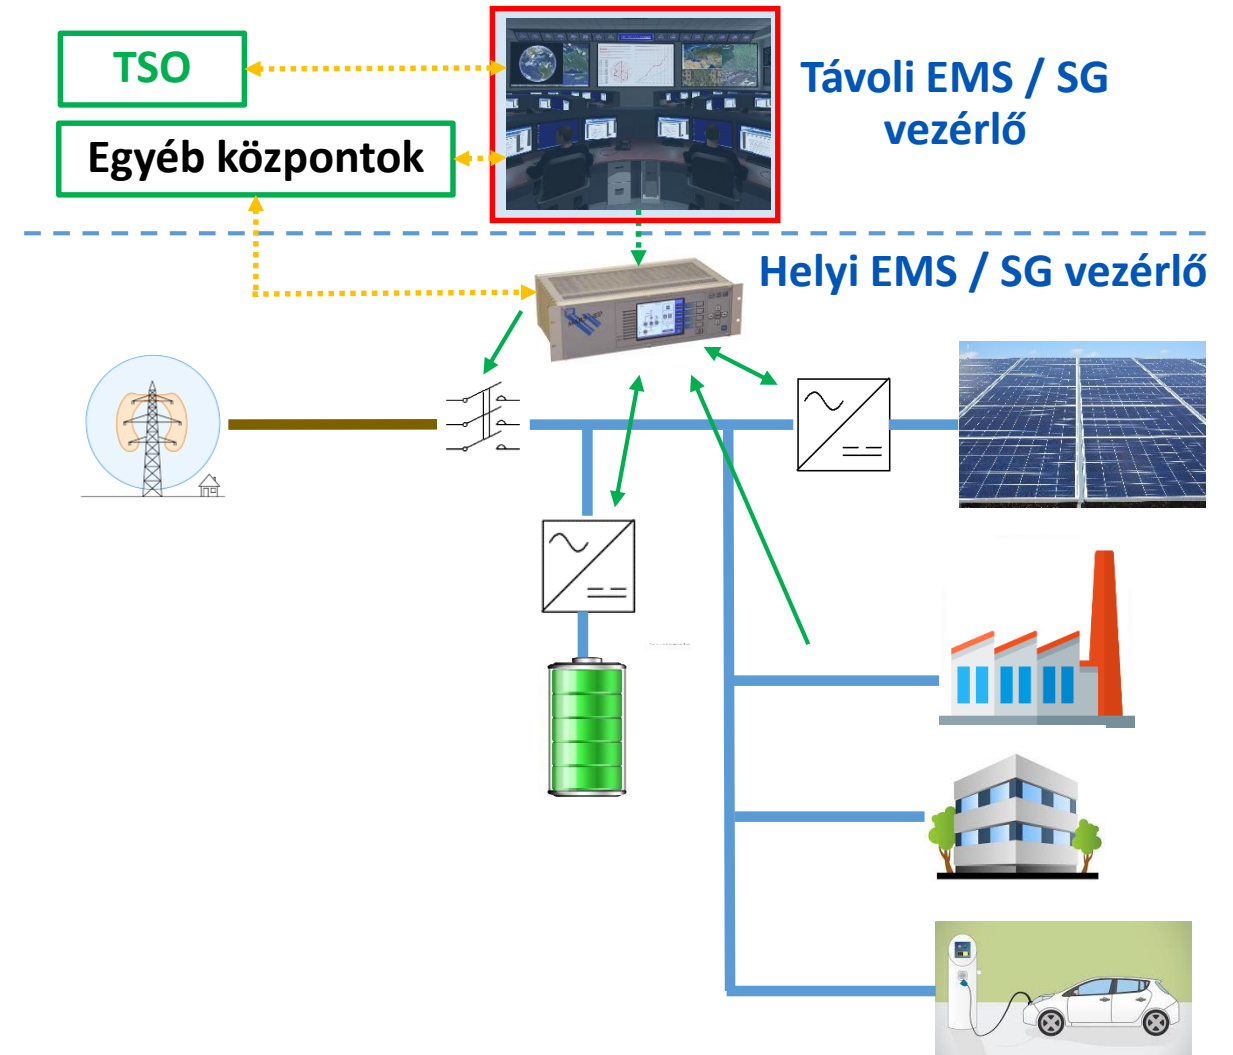 TSO
Távoli EMS / SG
vezérlő
Egyéb központok
Helyi EMS / SG vezérlő